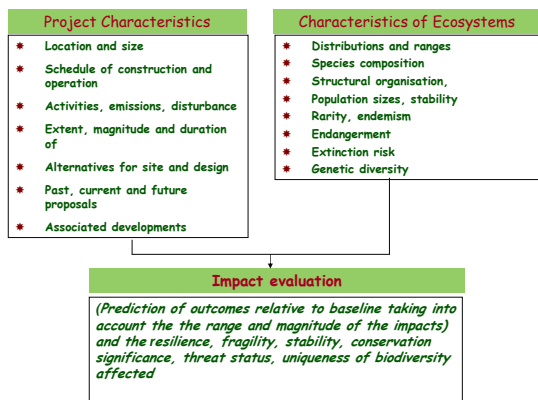 Project Characteristics
Location and size
Schedule of construction and
operation
Activities, emissions, disturbance
Extent, magnitude and duration
of
Alternatives for site and design
Past, current and future
proposals
Associated developments
Characteristics of Ecosystems
Distributions and ranges
Species composition
Structural organisation,
Population sizes, stability
Rarity, endemism
Endangerment
Extinction risk
Genetic diversity
Impact evaluation
(Prediction of outcomes relative to baseline taking into
account the the range and magnitude of the impacts)
and the resilience, fragility, stability, conservation
significance, threat status, uniqueness of biodiversity
affected